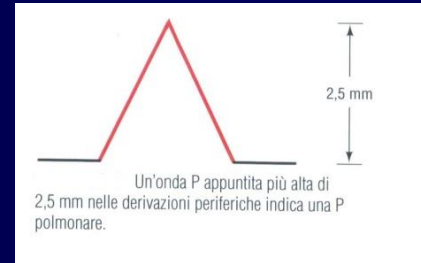 2,5 mm
Un'onda P appuntita più alta di
2,5 mm nelle derivazioni periferiche indica una P
polmonare.